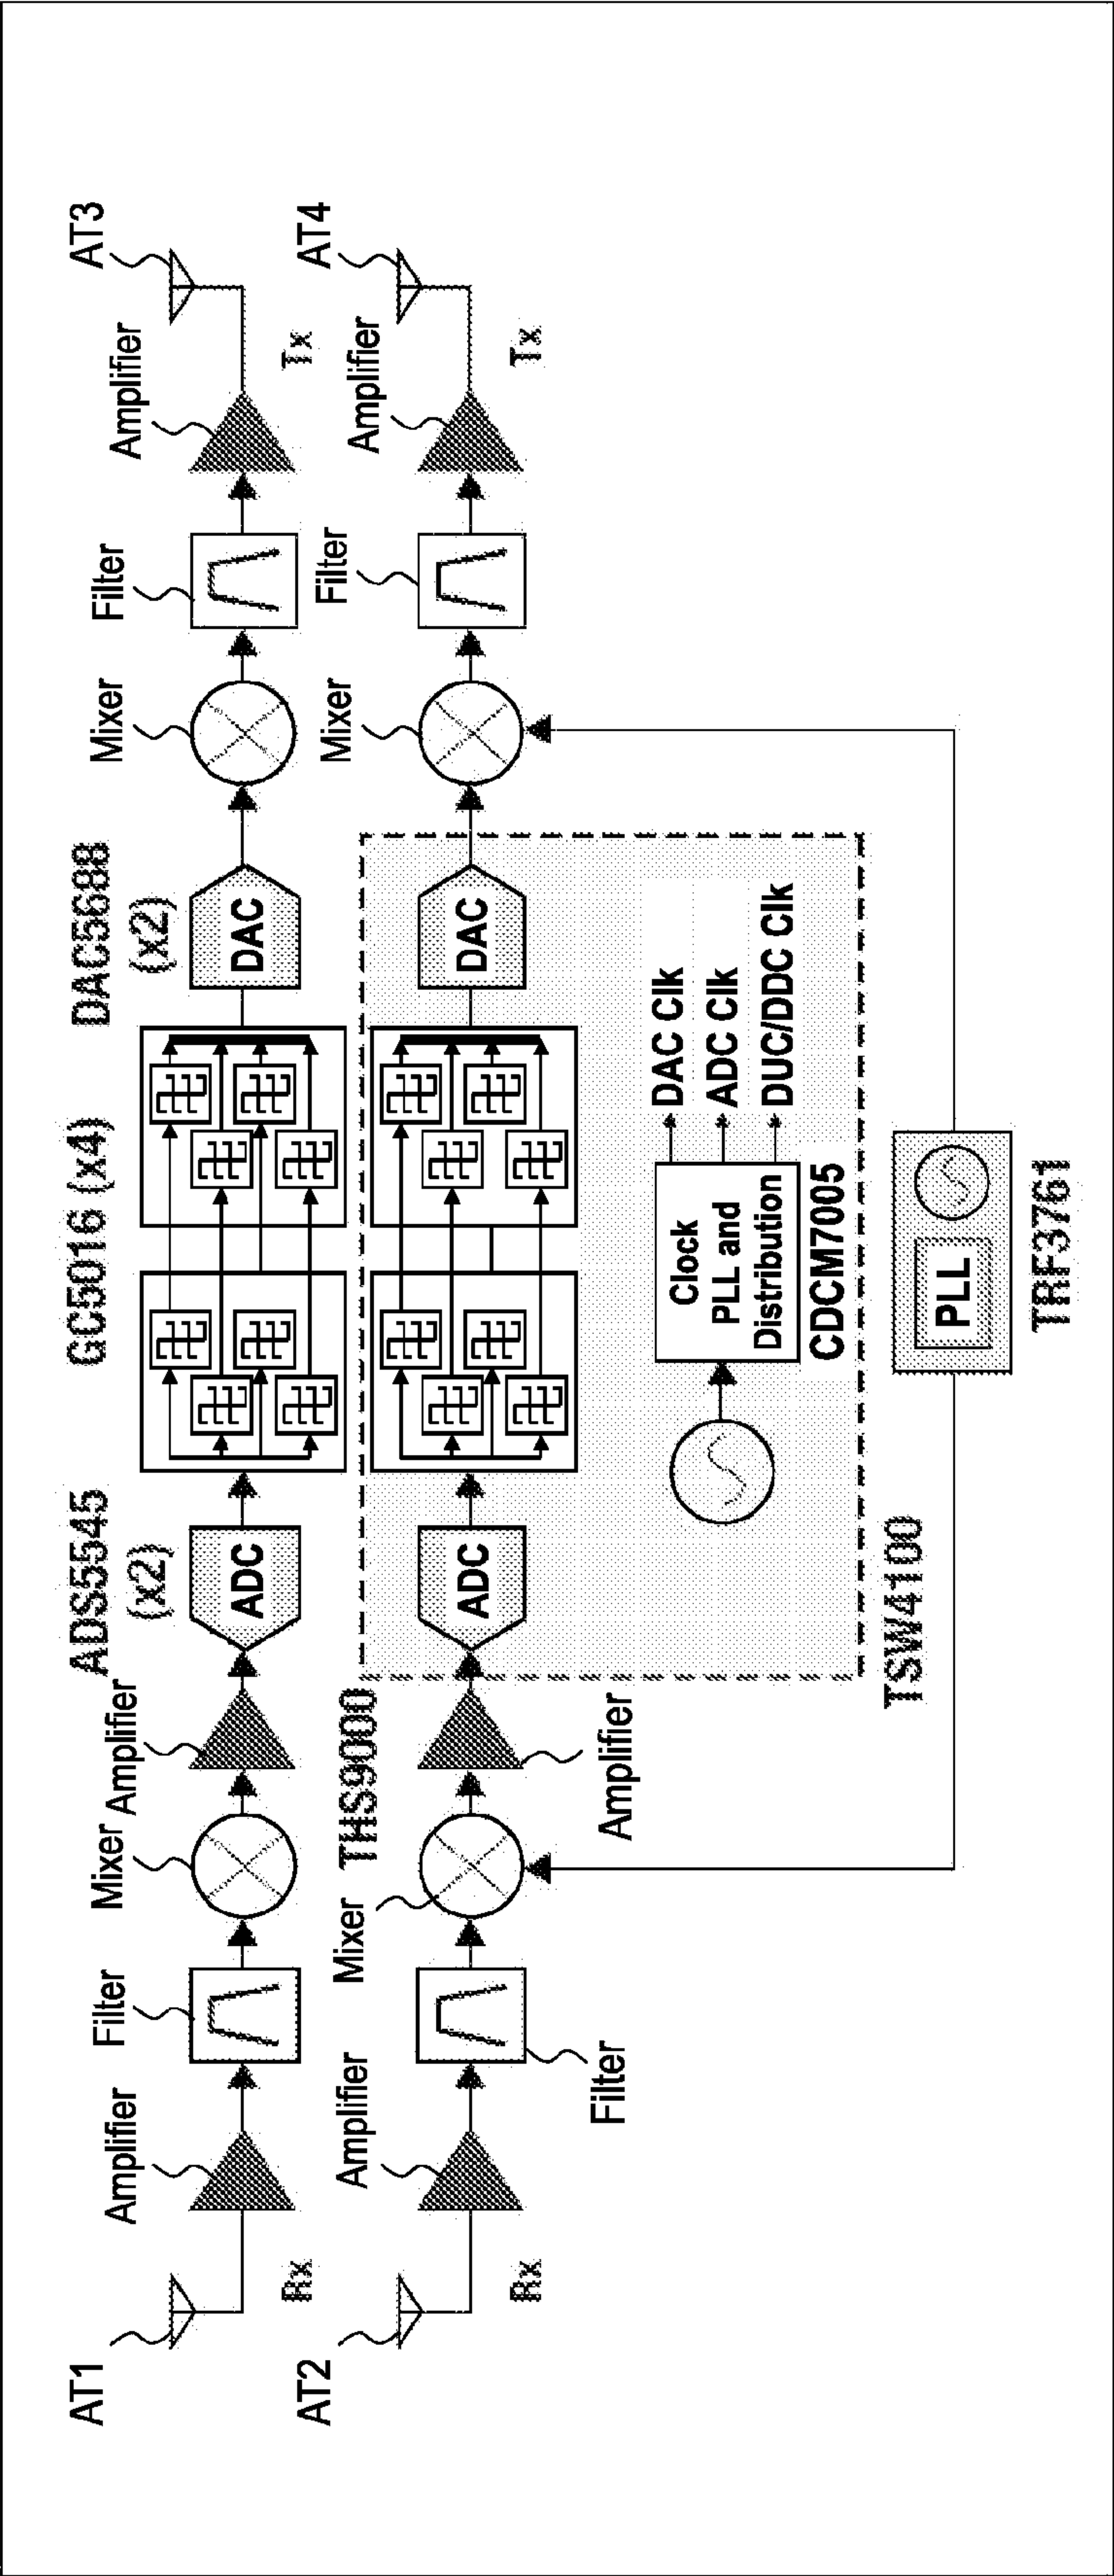 AT1
Amplifier
Filter
Mixer
Amplifier
ADS5545
(x2)
GC5016 (x4)
DAC5688
(x2)
Mixer
Filter
Amplifier
AT3
ADC
DAC
Rx
Tx
AT2
Amplifier
Mixer
THS9000
Mixer
Filter
Amplifier
AT4
ADC
DAC
Rx
Filter
Amplifier
Tx
Clock
PLL and
Distribution
CDCM7005
DAC Clk
ADC Clk
DUC/DDC Clk
TSW4100
PLL
TRF3761